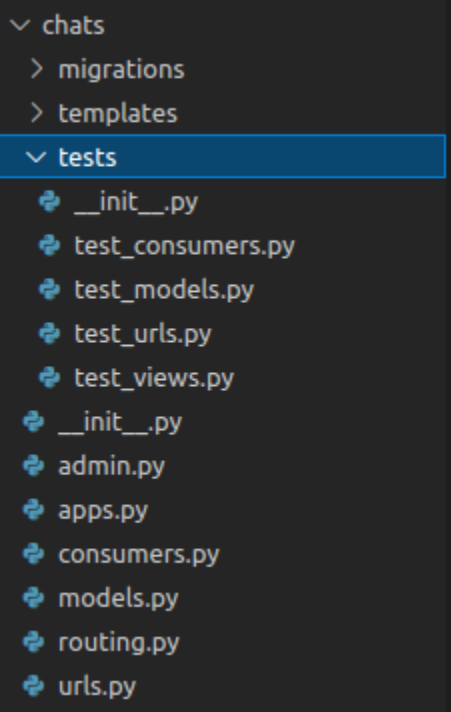 chats
migrations
templates
tests
__init__.py
test_consumers.py
test_models.py
test_urls.py
test_views.py
__init__.py
admin.py
apps.py
consumers.py
models.py
routing.py
urls.py